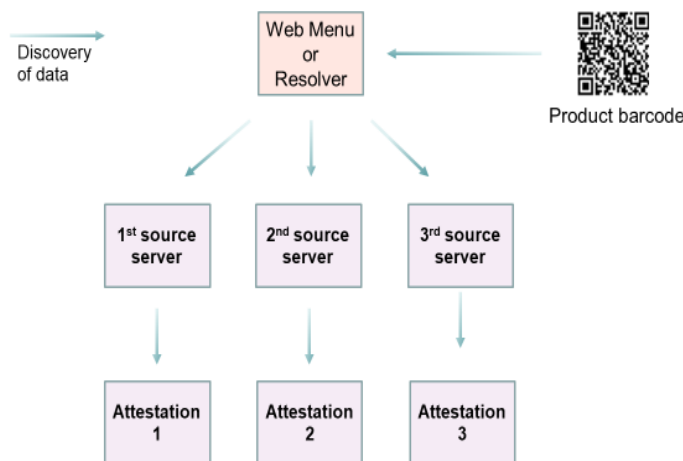 Web Menu
or
Resolver
Discovery
of data
Product barcode
1st source
server
2nd source
server
3rd source
server
Attestation
1
Attestation
2
Attestation
3